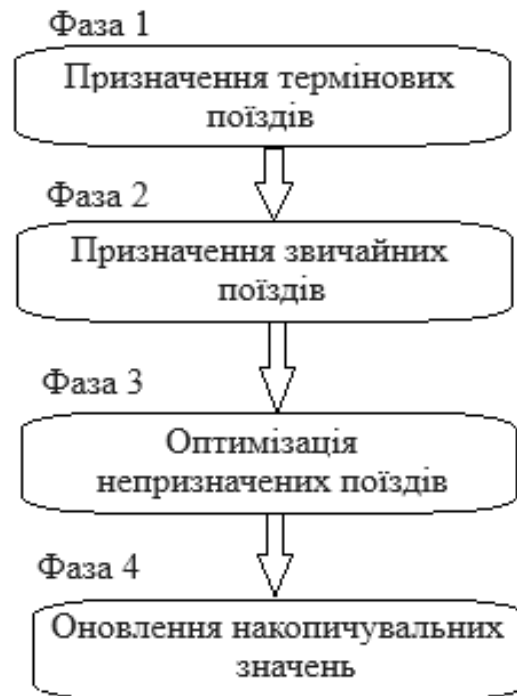 Фаза 1
Призначення термінових
поїздів
Фаза 2
Призначення звичайних
поїздів
Фаза 3
Оптимізація
непризначених поїздів
Фаза 4
Оновлення накопичувальних
значень